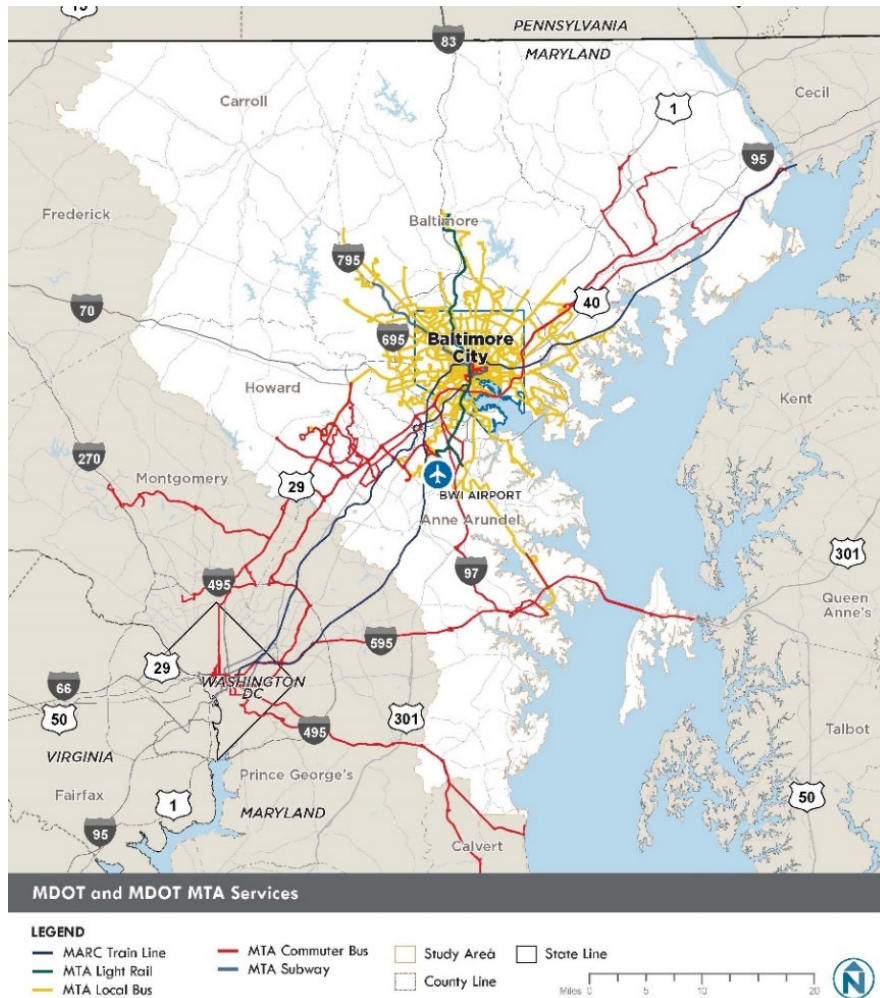 15
83
PENNSYLVANIA
MARYLAND
Carroll
1
Cecil
95
Frederick
Baltimore
795
70
40
695
Baltimore
City
Howard
Kent
270
Montgomery
29
BWI AIRPORT
Anne Arundel
97
301
495
Queen
Anne's
595
29
66
WASHINGTON
DC
50
301
495
VIRGINIA
Talbot
Prince George's
Fairfax
1
MARYLAND
50
95
Calvert
MDOT and MDOT MTA Services
LEGEND
MARC Train Line
MTA Light Rail
MTA Local Bus
MTA Commuter Bus
MTA Subway
Study Area
County Line
State Line
Miles 0 5 10 20
N